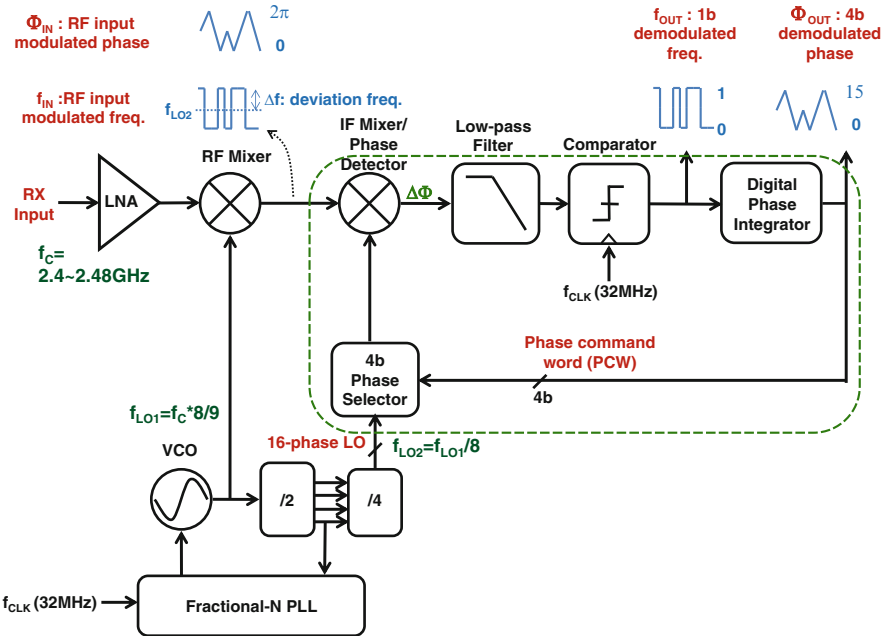 Φ_IN : RF input
modulated phase
2π
0
f_OUT : 1b
demodulated
freq.
Φ_OUT : 4b
demodulated
phase
f_IN :RF input
modulated freq.
f_LO2
Δf: deviation freq.
1
0
15
0
RF Mixer
IF Mixer/
Phase
Detector
Low-pass
Filter
Comparator
RX
Input
LNA
ΔΦ
Digital
Phase
Integrator
f_C=
2.4~2.48GHz
f_CLK (32MHz)
4b
Phase
Selector
Phase command
word (PCW)
4b
f_LO1=f_C*8/9
16-phase LO
f_LO2=f_LO1/8
VCO
/2
/4
f_CLK (32MHz)
Fractional-N PLL